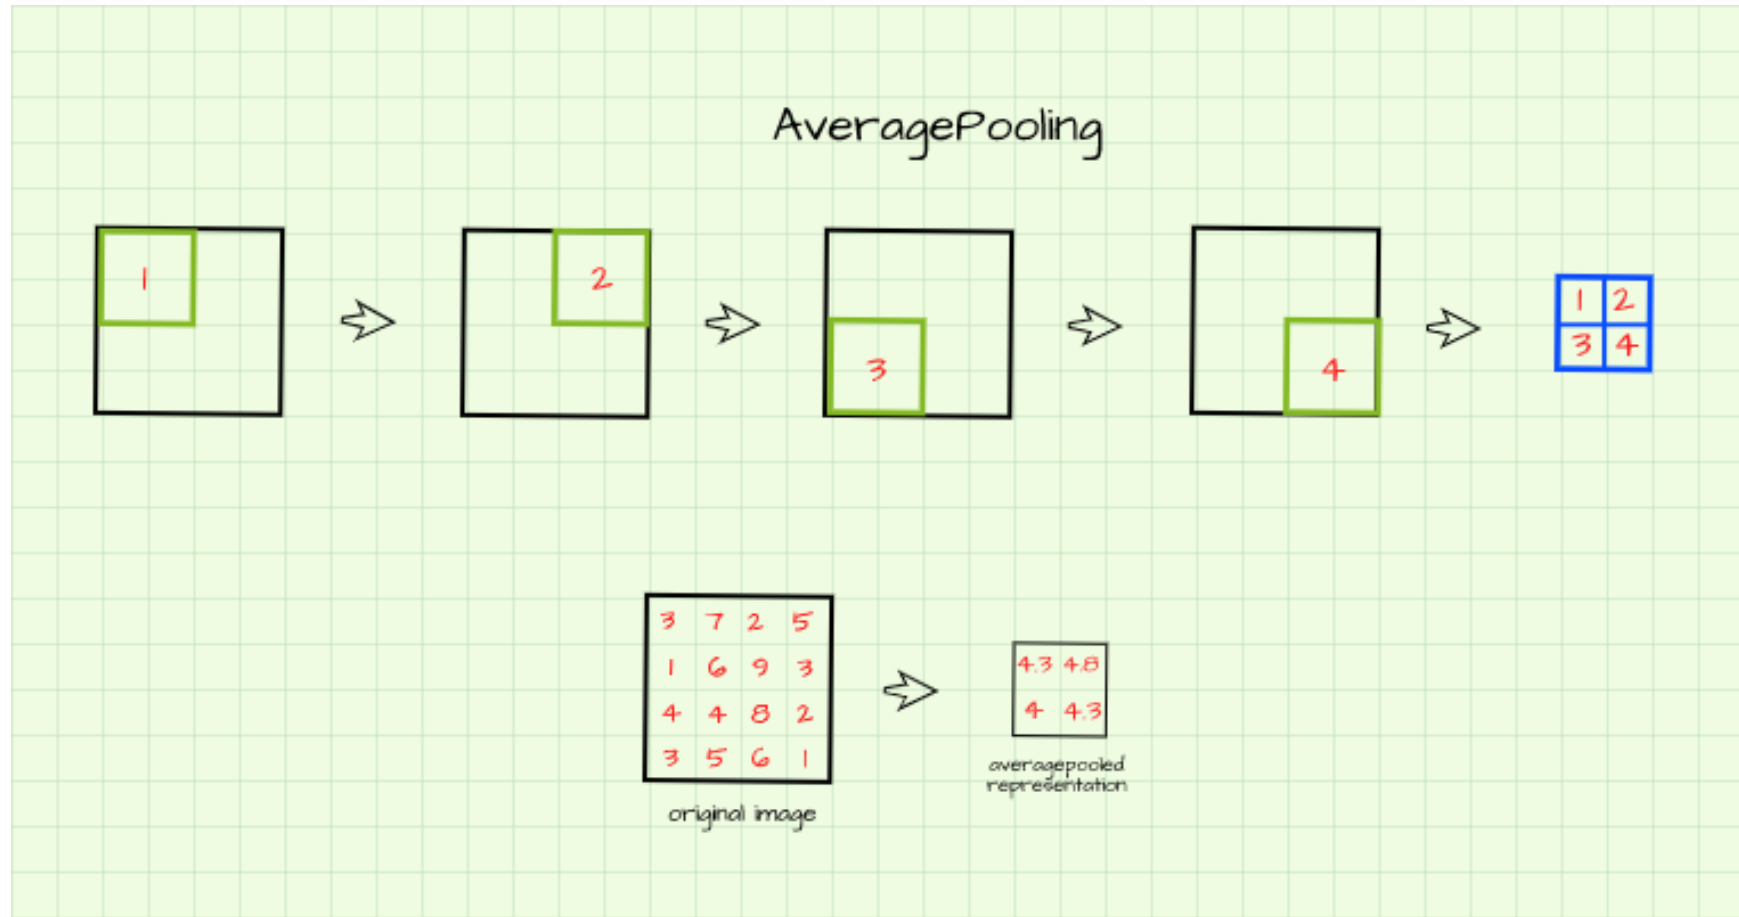 AveragePooling
1
2
3
4
1 2
3 4
3 7 2 5
1 6 9 3
4 4 8 2
3 5 6 1
original image
4.3 4.8
4 4.3
averagepooled
representation